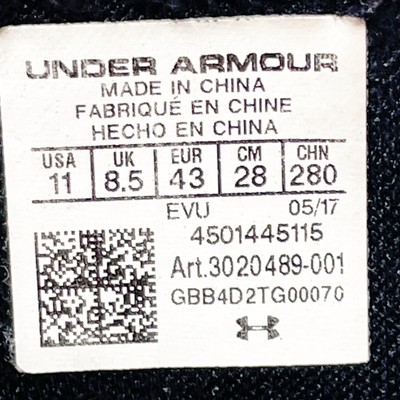 UNDER ARMOUR
MADE IN CHINA
FABRIQUÉ EN CHINE
HECHO EN CHINA
USA UK EUR CM CHN
11 8.5 43 28 280
EVU 05/17
4501445115
Art.3020489-001
GBB4D2TG00070